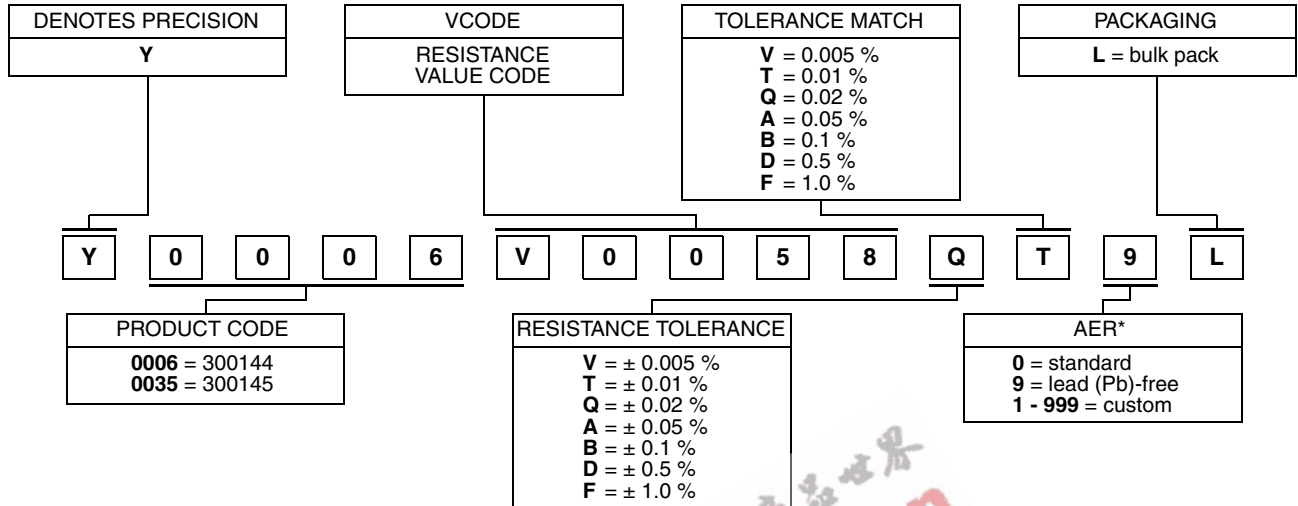 DENOTES PRECISION
Y
VCODE
RESISTANCE
VALUE CODE
TOLERANCE MATCH
V = 0.005 %
T = 0.01 %
Q = 0.02 %
A = 0.05 %
B = 0.1 %
D = 0.5 %
F = 1.0 %
PACKAGING
L = bulk pack
Y 0 0 0 6 V 0 0 5 8 Q T 9 L
PRODUCT CODE
0006 = 300144
0035 = 300145
RESISTANCE TOLERANCE
V = ± 0.005 %
T = ± 0.01 %
Q = ± 0.02 %
A = ± 0.05 %
B = ± 0.1 %
D = ± 0.5 %
F = ± 1.0 %
AER*
0 = standard
9 = lead (Pb)-free
1 - 999 = custom